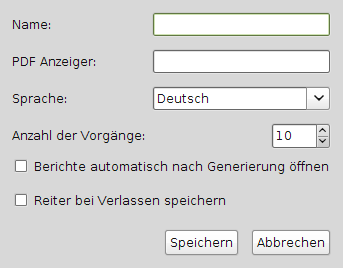 Name:
PDF Anzeiger:
Sprache: Deutsch
Anzahl der Vorgänge: 10
Berichte automatisch nach Generierung öffnen
Reiter bei Verlassen speichern
Speichern Abbrechen